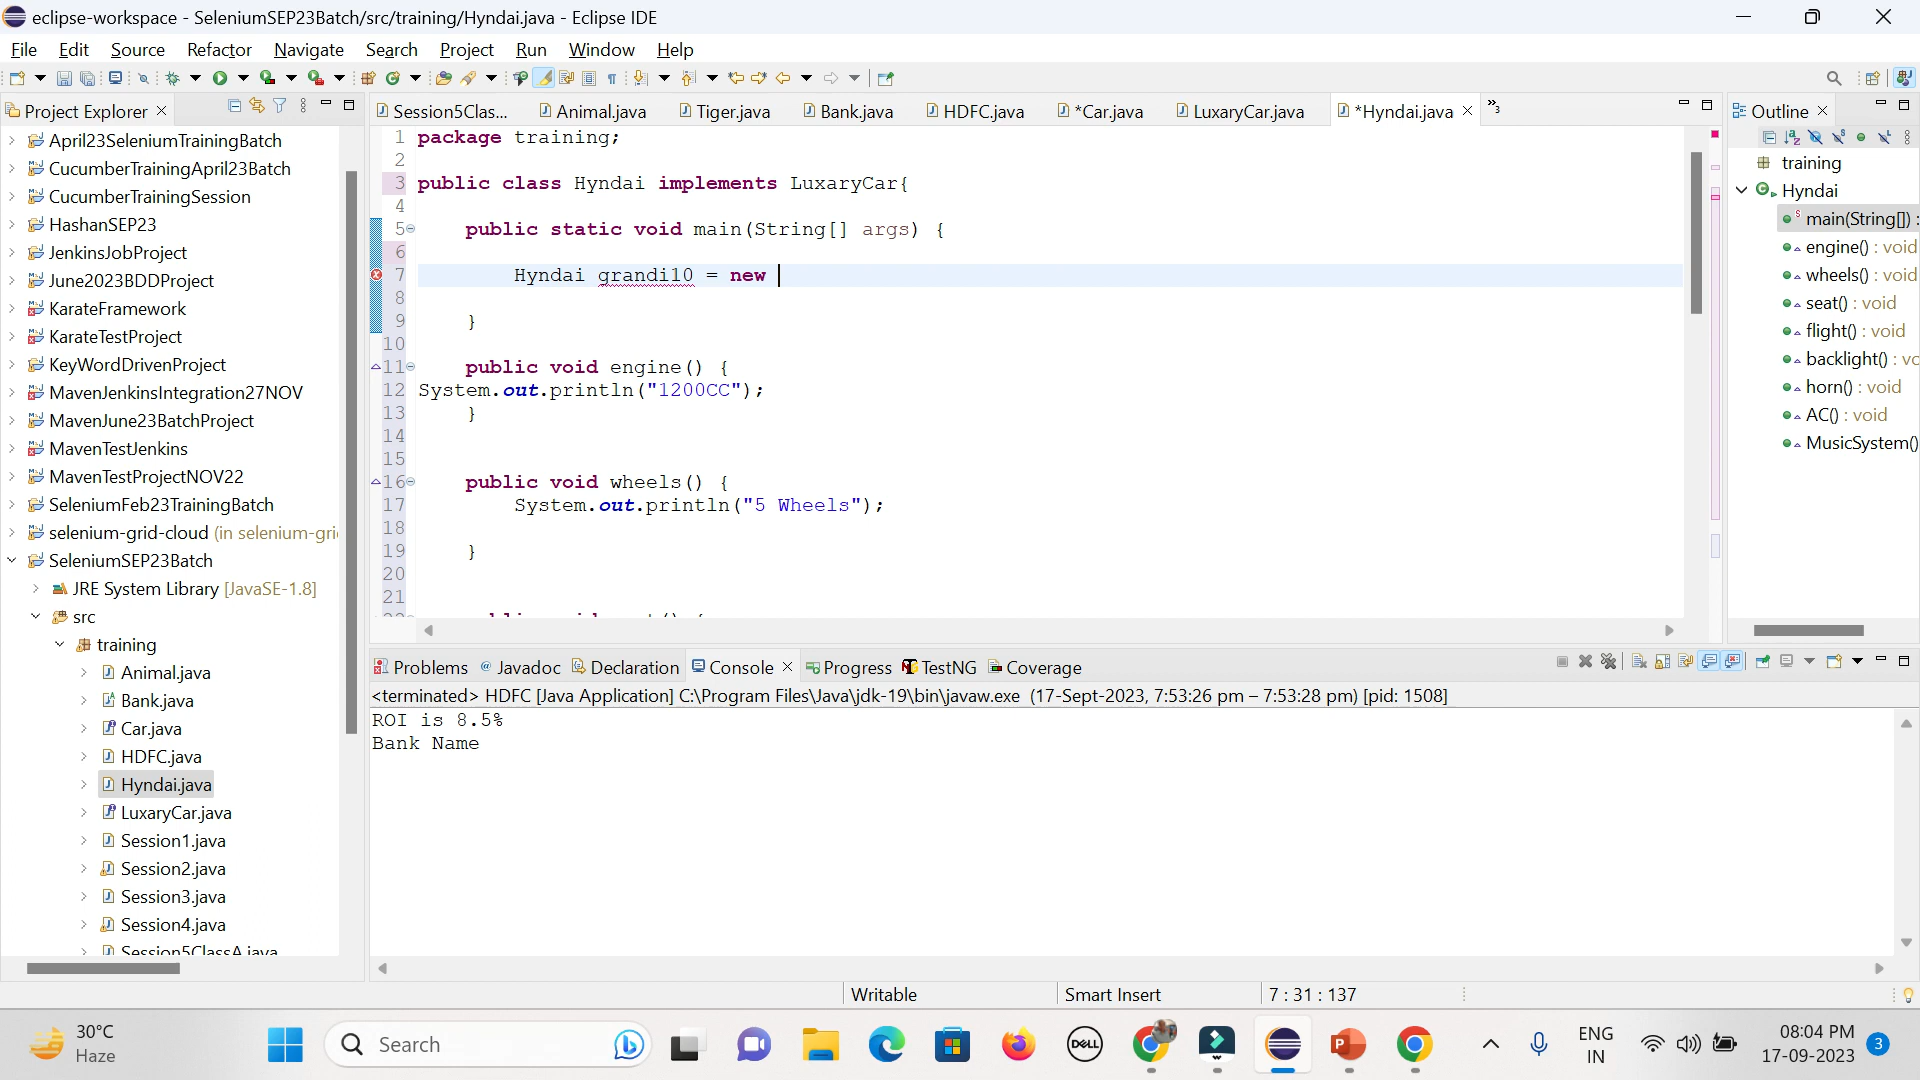 eclipse-workspace - SeleniumSEP23Batch/src/training/Hyndai.java - Eclipse IDE
File Edit Source Refactor Navigate Search Project Run Window Help
Project Explorer
April23SeleniumTrainingBatch
CucumberTrainingApril23Batch
CucumberTrainingSession
HashanSEP23
JenkinsJobProject
June2023BDDProject
KarateFramework
KarateTestProject
KeyWordDrivenProject
MavenJenkinsIntegration27NOV
MavenJune23BatchProject
MavenTestJenkins
MavenTestProjectNOV22
SeleniumFeb23TrainingBatch
selenium-grid-cloud (in selenium-gri
SeleniumSEP23Batch
JRE System Library [JavaSE-1.8]
src
training
Animal.java
Bank.java
Car.java
HDFC.java
Hyndai.java
LuxaryCar.java
Session1.java
Session2.java
Session3.java
Session4.java
Session5ClassA.java
Session5Clas... Animal.java Tiger.java Bank.java HDFC.java *Car.java LuxaryCar.java *Hyndai.java »3
1 package training;
2
3 public class Hyndai implements LuxaryCar{
4
5 public static void main(String[] args) {
6
7 Hyndai grandi10 = new
8
9 }
10
11 public void engine() {
12 System.out.println("1200CC");
13 }
14
15
16 public void wheels() {
17 System.out.println("5 Wheels");
18
19 }
20
21
Outline
training
Hyndai
main(String[]) :
engine() : void
wheels() : void
seat() : void
flight() : void
backlight() : vo
horn() : void
AC() : void
MusicSystem()
Problems Javadoc Declaration Console Progress TestNG Coverage
<terminated> HDFC [Java Application] C:\Program Files\Java\jdk-19\bin\javaw.exe (17-Sept-2023, 7:53:26 pm – 7:53:28 pm) [pid: 1508]
ROI is 8.5%
Bank Name
Writable Smart Insert 7 : 31 : 137
30°C
Haze
Search
DELL
ENG
IN
08:04 PM
17-09-2023
3